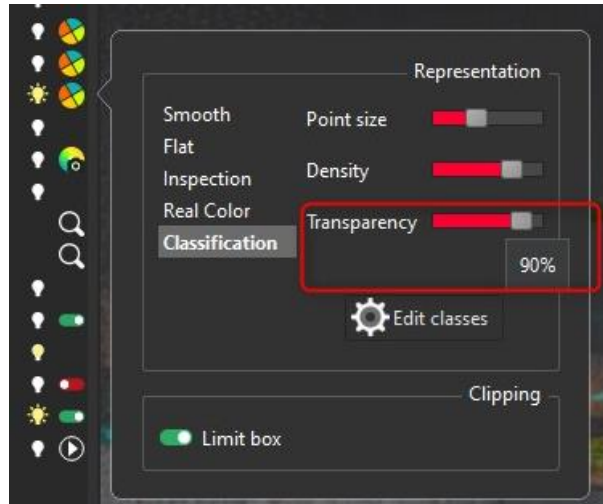 Representation
Smooth
Point size
Flat
Density
Inspection
Real Color
Transparency
Classification
90%
Edit classes
Clipping
Limit box